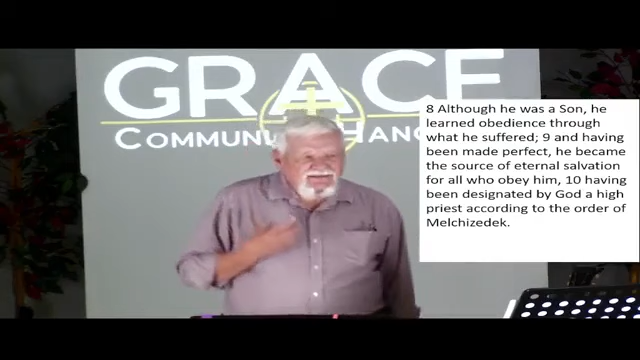 GRACE
COMMUN HANG
8 Although he was a Son, he
learned obedience through
what he suffered; 9 and having
been made perfect, he became
the source of eternal salvation
for all who obey him, 10 having
been designated by God a high
priest according to the order of
Melchizedek.